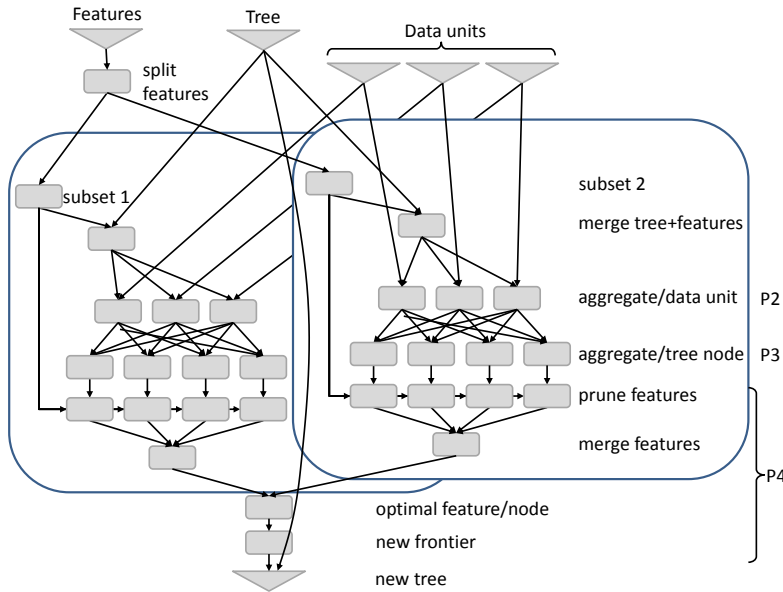 Features
Tree
Data units
split
features
subset 1
subset 2
merge tree+features
aggregate/data unit
P2
aggregate/tree node
P3
prune features
merge features
P4
optimal feature/node
new frontier
new tree